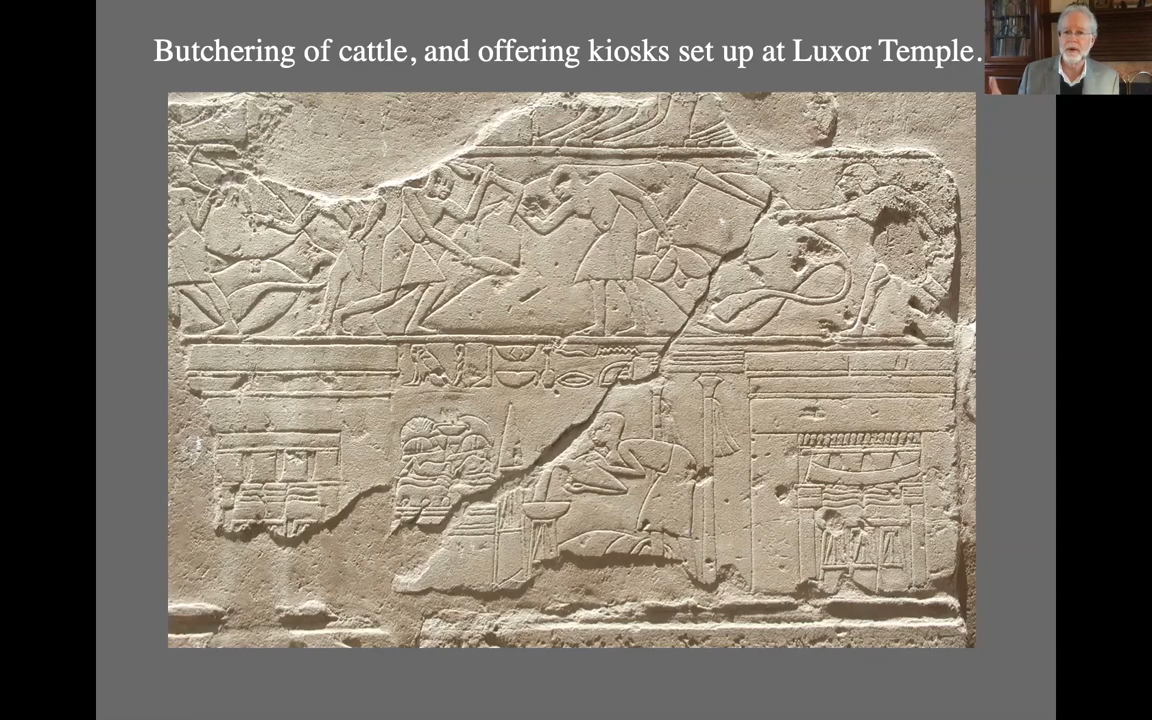 Butchering of cattle, and offering kiosks set up at Luxor Temple.